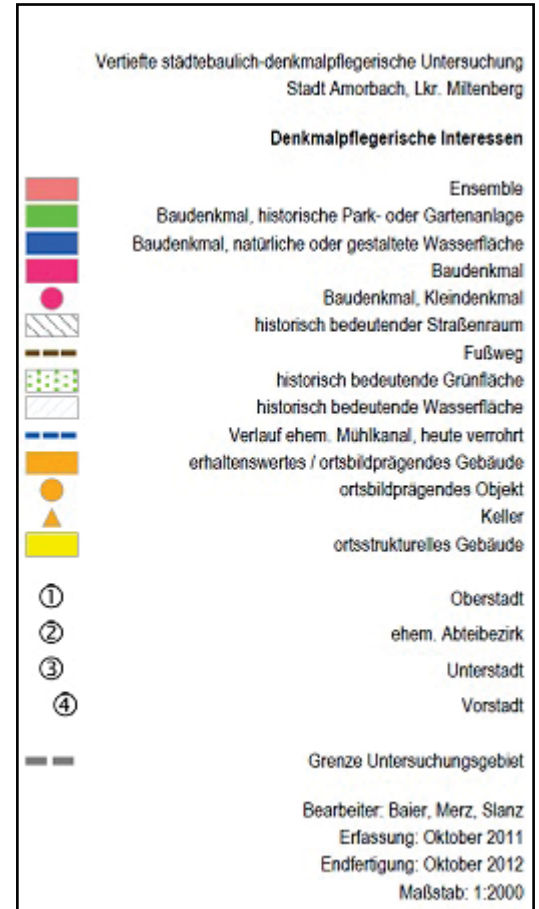 Vertiefte städtebaulich-denkmalpflegerische Untersuchung
Stadt Amorbach, Lkr. Miltenberg
Denkmalpflegerische Interessen
Ensemble
Baudenkmal, historische Park- oder Gartenanlage
Baudenkmal, natürliche oder gestaltete Wasserfläche
Baudenkmal
Baudenkmal, Kleindenkmal
historisch bedeutender Straßenraum
Fußweg
historisch bedeutende Grünfläche
historisch bedeutende Wasserfläche
Verlauf ehem. Mühlkanal, heute verrohrt
erhaltenswertes / ortsbildprägendes Gebäude
ortsbildprägendes Objekt
Keller
ortsstrukturelles Gebäude
① Oberstadt
② ehem. Abteibezirk
③ Unterstadt
④ Vorstadt
Grenze Untersuchungsgebiet
Bearbeiter: Baier, Merz, Slanz
Erfassung: Oktober 2011
Endfertigung: Oktober 2012
Maßstab: 1:2000